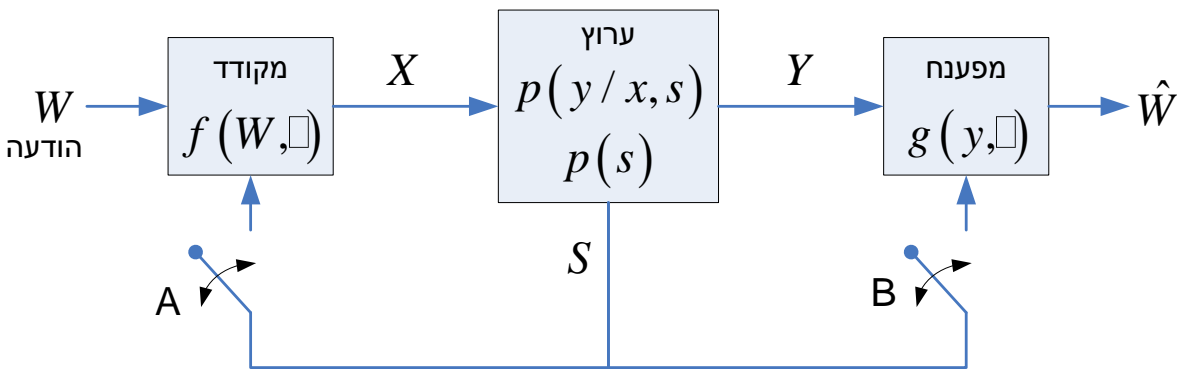 W
הודעה
מקודד
f(W,□)
X
ערוץ
p(y / x, s)
p(s)
Y
מפענח
g(y,□)
Ŵ
A
S
B